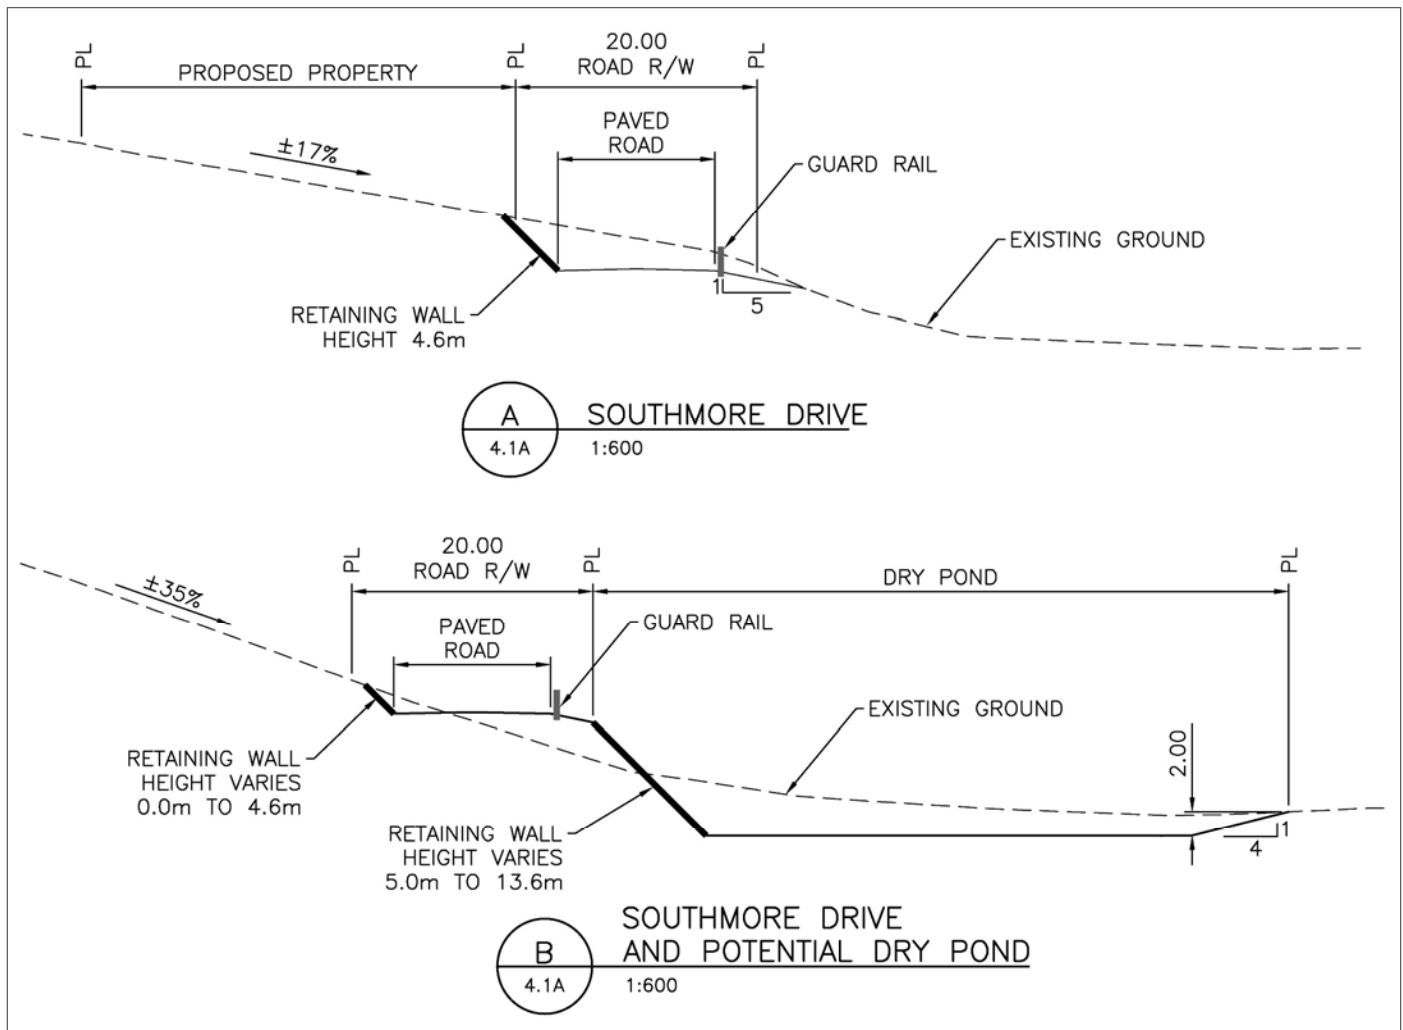 PL
PL
20.00
ROAD R/W
PL
PROPOSED PROPERTY
PAVED
ROAD
±17%
GUARD RAIL
EXISTING GROUND
RETAINING WALL
HEIGHT 4.6m
1
5
A
4.1A
SOUTHMORE DRIVE
1:600
PL
20.00
ROAD R/W
PL
DRY POND
PL
±35%
PAVED
ROAD
GUARD RAIL
EXISTING GROUND
2.00
RETAINING WALL
HEIGHT VARIES
0.0m TO 4.6m
RETAINING WALL
HEIGHT VARIES
5.0m TO 13.6m
1
4
B
4.1A
SOUTHMORE DRIVE
AND POTENTIAL DRY POND
1:600